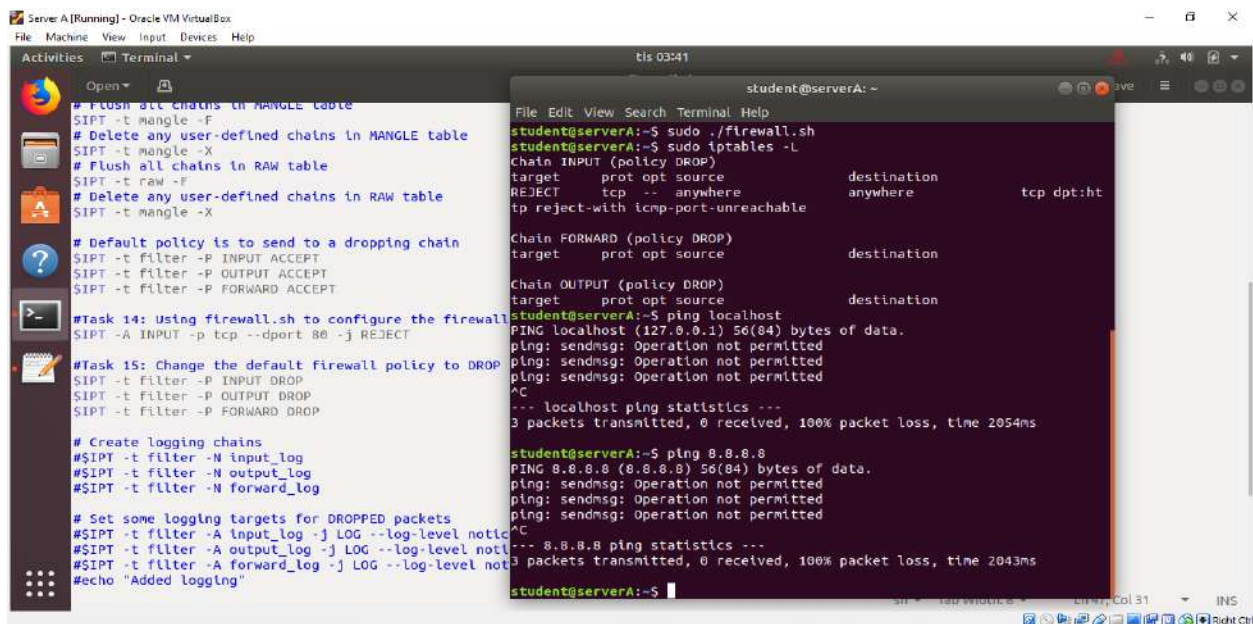 Server A [Running] - Oracle VM VirtualBox
File Machine View Input Devices Help
Activities Terminal
tis 03:41
Open
# Flush all chains in MANGLE table
$IPT -t mangle -F
# Delete any user-defined chains in MANGLE table
$IPT -t mangle -X
# Flush all chains in RAW table
$IPT -t raw -F
# Delete any user-defined chains in RAW table
$IPT -t mangle -X
# Default policy is to send to a dropping chain
$IPT -t filter -P INPUT ACCEPT
$IPT -t filter -P OUTPUT ACCEPT
$IPT -t filter -P FORWARD ACCEPT
#Task 14: Using firewall.sh to configure the firewall
$IPT -A INPUT -p tcp --dport 80 -j REJECT
#Task 15: Change the default firewall policy to DROP
$IPT -t filter -P INPUT DROP
$IPT -t filter -P OUTPUT DROP
$IPT -t filter -P FORWARD DROP
# Create logging chains
#$IPT -t filter -N input_log
#$IPT -t filter -N output_log
#$IPT -t filter -N forward_log
# Set some logging targets for DROPPED packets
#$IPT -t filter -A input_log -j LOG --log-level notic
#$IPT -t filter -A output_log -j LOG --log-level noti
#$IPT -t filter -A forward_log -j LOG --log-level not
#echo "Added logging"
student@serverA: ~
ave
File Edit View Search Terminal Help
student@serverA:~$ sudo ./firewall.sh
student@serverA:~$ sudo iptables -L
Chain INPUT (policy DROP)
target prot opt source destination
REJECT tcp -- anywhere anywhere tcp dpt:ht
tp reject-with icmp-port-unreachable
Chain FORWARD (policy DROP)
target prot opt source destination
Chain OUTPUT (policy DROP)
target prot opt source destination
student@serverA:~$ ping localhost
PING localhost (127.0.0.1) 56(84) bytes of data.
ping: sendmsg: Operation not permitted
ping: sendmsg: Operation not permitted
ping: sendmsg: Operation not permitted
^C
--- localhost ping statistics ---
3 packets transmitted, 0 received, 100% packet loss, time 2054ms
student@serverA:~$ ping 8.8.8.8
PING 8.8.8.8 (8.8.8.8) 56(84) bytes of data.
ping: sendmsg: Operation not permitted
ping: sendmsg: Operation not permitted
ping: sendmsg: Operation not permitted
^C
--- 8.8.8.8 ping statistics ---
3 packets transmitted, 0 received, 100% packet loss, time 2043ms
student@serverA:~$
Col 31 INS
Right Ctrl